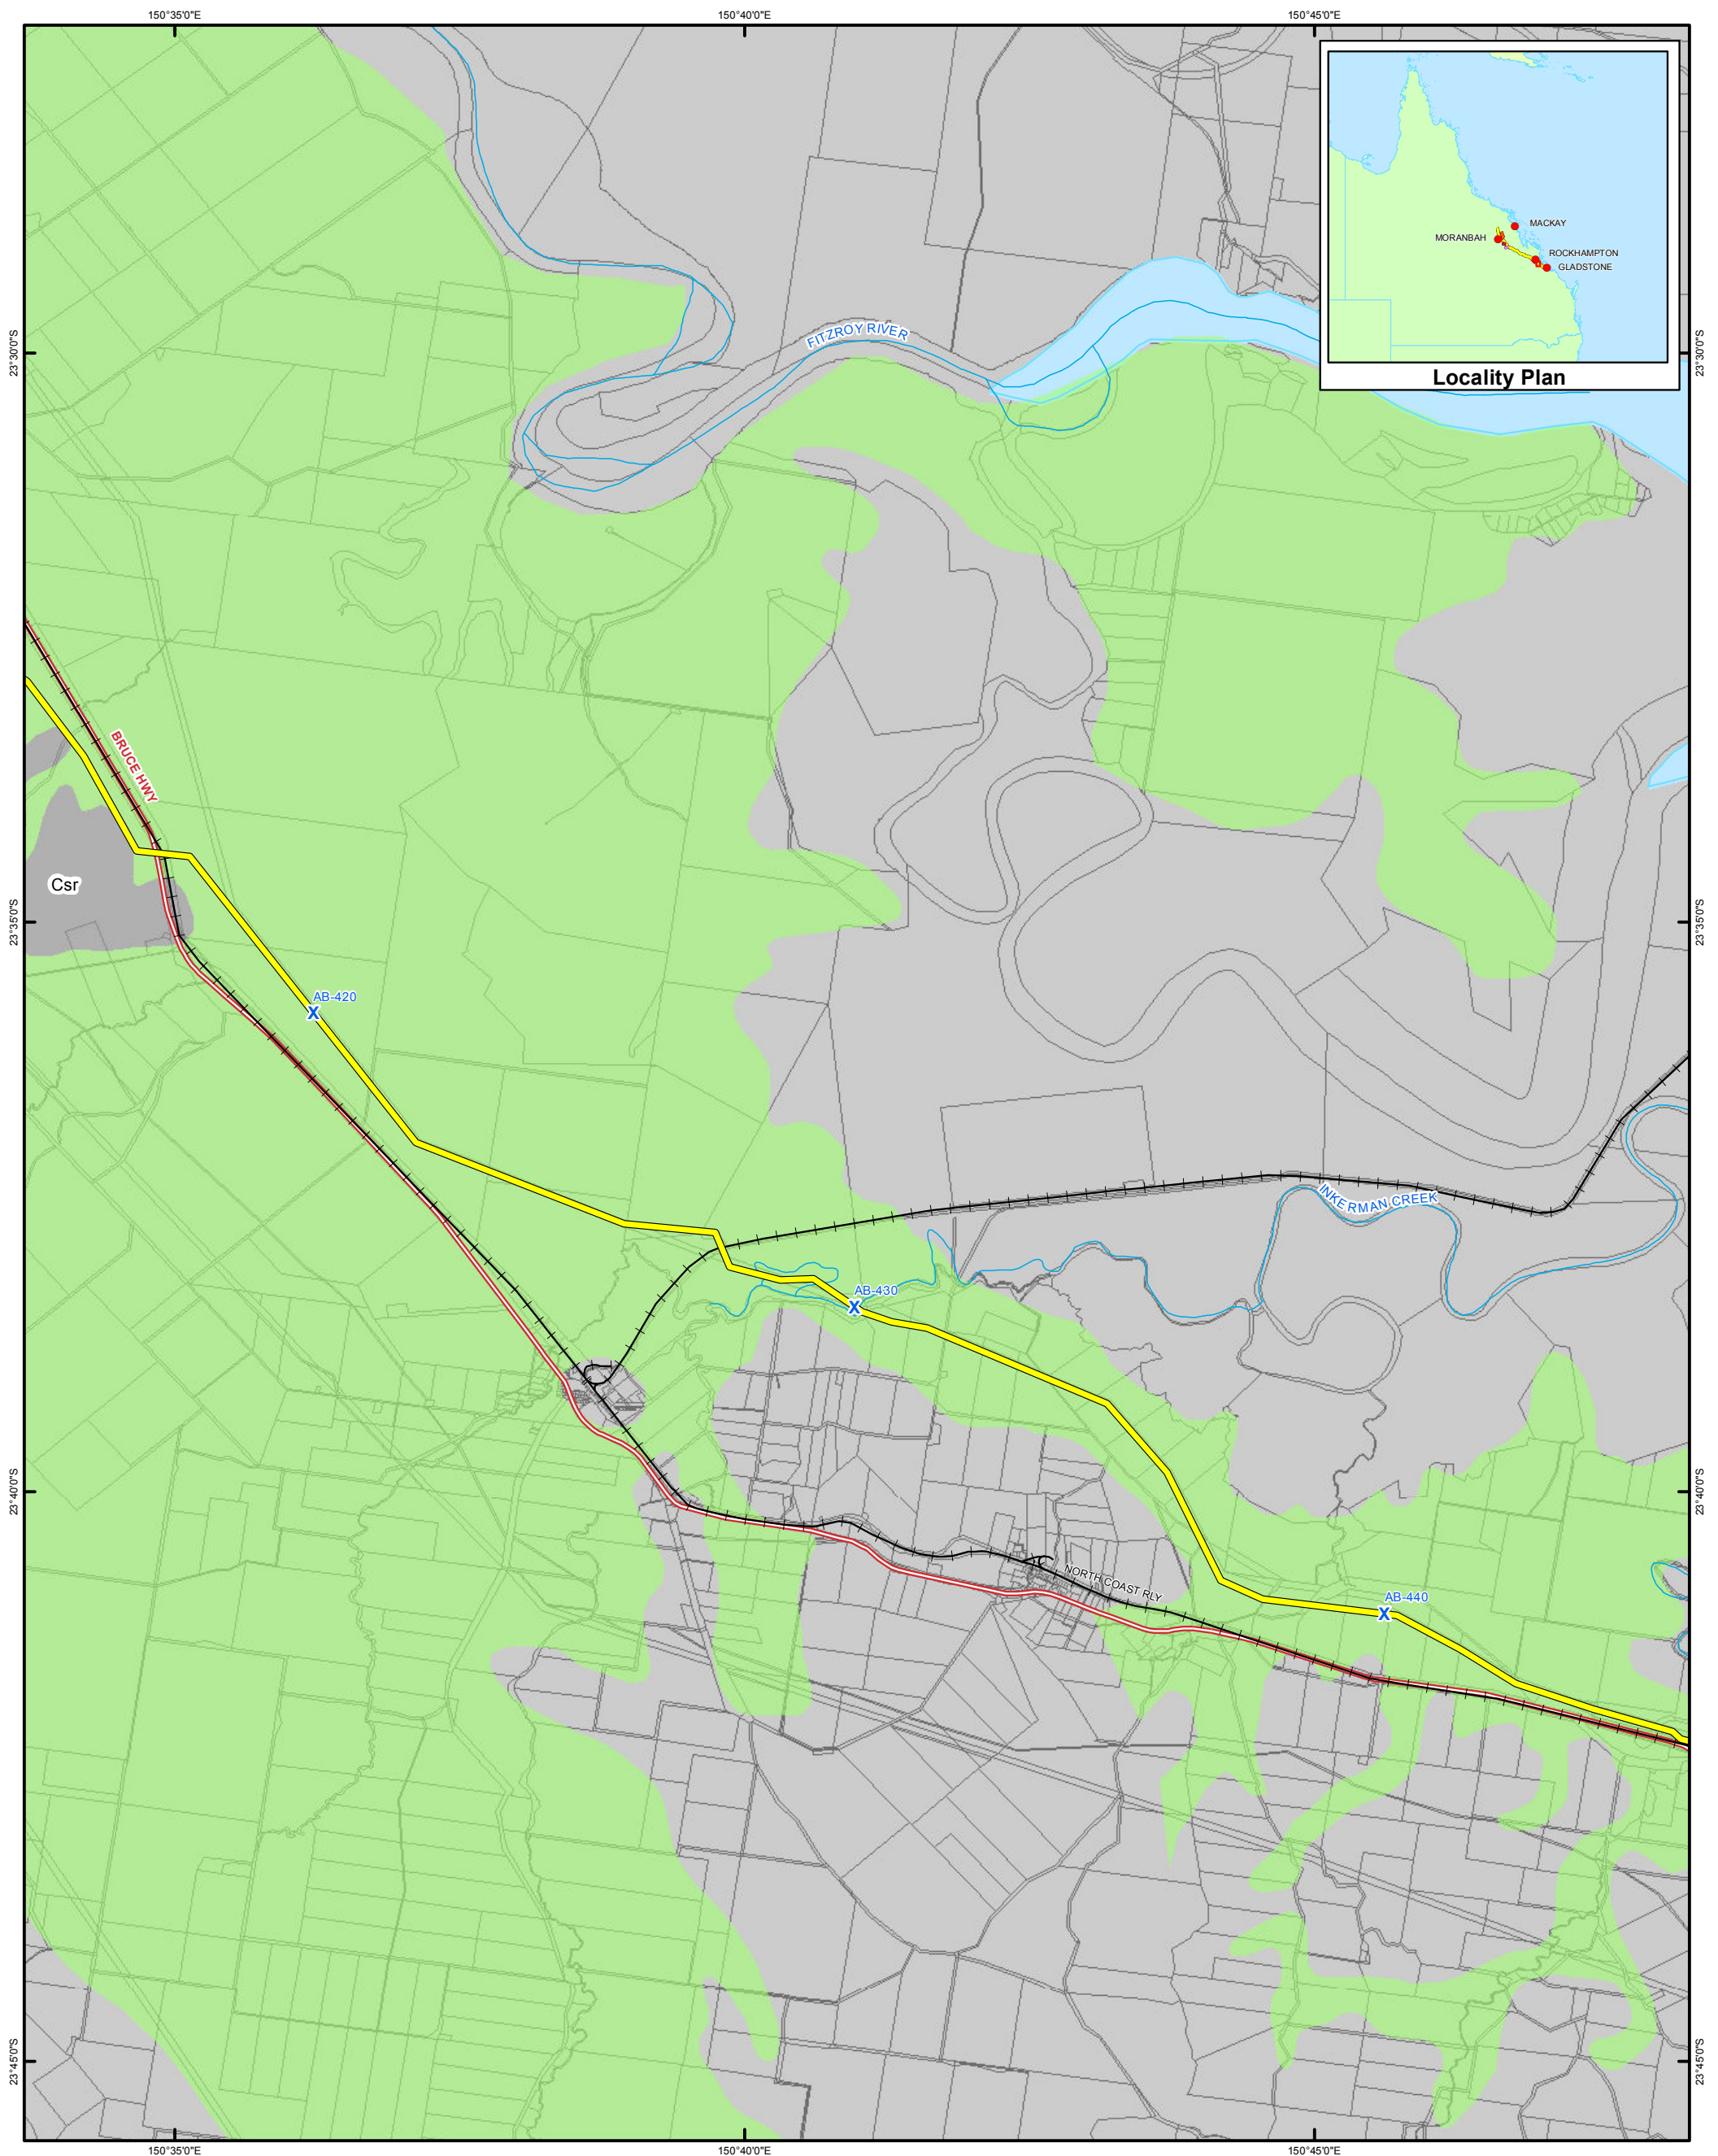 150°35'0"E
150°40'0"E
150°45'0"E
MACKAY
MORANBAH
ROCKHAMPTON
GLADSTONE
Locality Plan
FITZROY RIVER
23°30'0"S
23°30'0"S
BRUCE HWY
Csr
23°35'0"S
23°35'0"S
AB-420
X
INKERMAN CREEK
AB-430
X
23°40'0"S
23°40'0"S
NORTH COAST RLY
AB-440
X
23°45'0"S
23°45'0"S
150°35'0"E
150°40'0"E
150°45'0"E